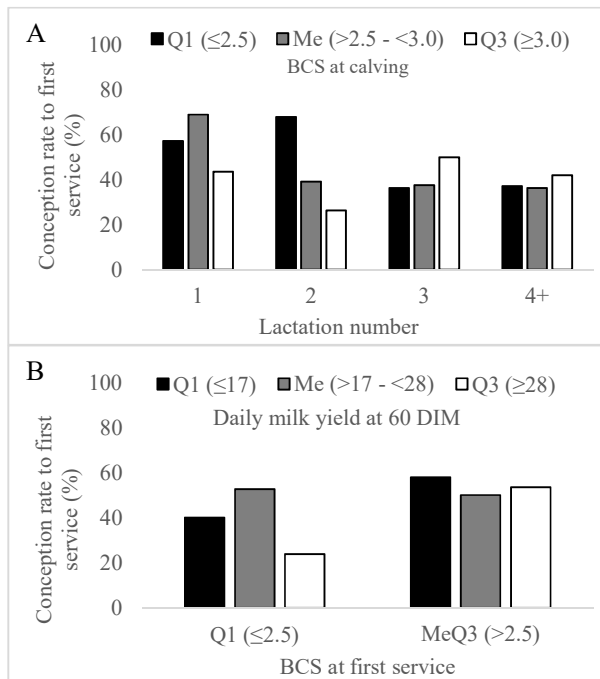 A
Q1 (≤2.5) Me (>2.5 - <3.0) Q3 (≥3.0)
BCS at calving
Conception rate to first
service (%)
100
80
60
40
20
0
1 2 3 4+
Lactation number
B
Q1 (≤17) Me (>17 - <28) Q3 (≥28)
Daily milk yield at 60 DIM
Conception rate to first
service (%)
100
80
60
40
20
0
Q1 (≤2.5) MeQ3 (>2.5)
BCS at first service